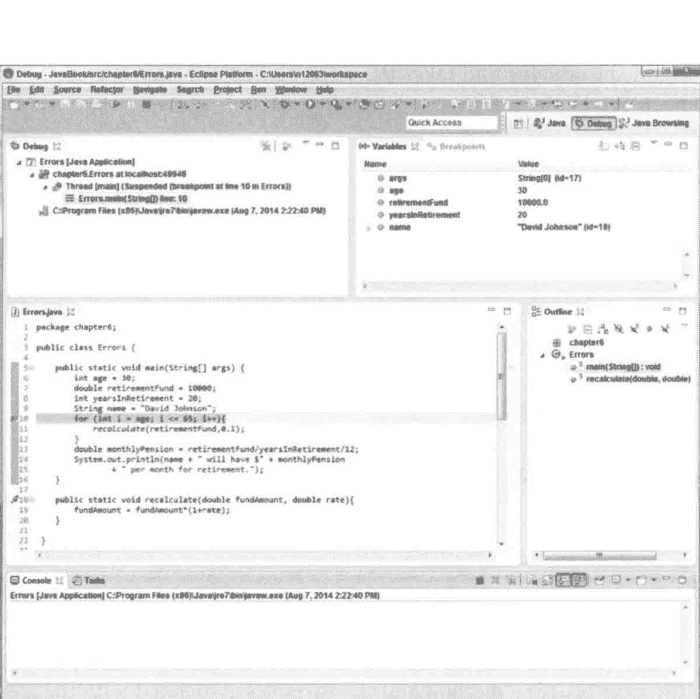 Debug - JavaBook/src/chapter6/Errors.java - Eclipse Platform - C:\Users\n12063\workspace
File Edit Source Refactor Navigate Search Project Run Window Help
Quick Access
Java Debug Java Browsing
Debug
Errors [Java Application]
chapter6.Errors at localhost:49946
Thread [main] (Suspended (breakpoint at line 10 in Errors))
Errors.main(String[]) line: 10
C:\Program Files (x86)\Java\jre7\bin\javaw.exe (Aug 7, 2014 2:22:40 PM)
(x)= Variables Breakpoints
Name Value
args String[0] (id=17)
age 30
retirementFund 10000.0
yearsInRetirement 20
name "David Johnson" (id=18)
Errors.java
1 package chapter6;
2
3 public class Errors {
4
5 public static void main(String[] args) {
6 int age = 30;
7 double retirementFund = 10000;
8 int yearsInRetirement = 20;
9 String name = "David Johnson";
10 for (int i = age; i <= 65; i++){
11 recalculate(retirementFund,0.1);
12 }
13 double monthlyPension = retirementFund/yearsInRetirement/12;
14 System.out.println(name + " will have $" + monthlyPension
15 + " per month for retirement.");
16 }
17
18 public static void recalculate(double fundAmount, double rate){
19 fundAmount = fundAmount*(1+rate);
20 }
21
22 }
Outline
chapter6
Errors
main(String[]) : void
recalculate(double, double)
Console Tasks
Errors [Java Application] C:\Program Files (x86)\Java\jre7\bin\javaw.exe (Aug 7, 2014 2:22:40 PM)